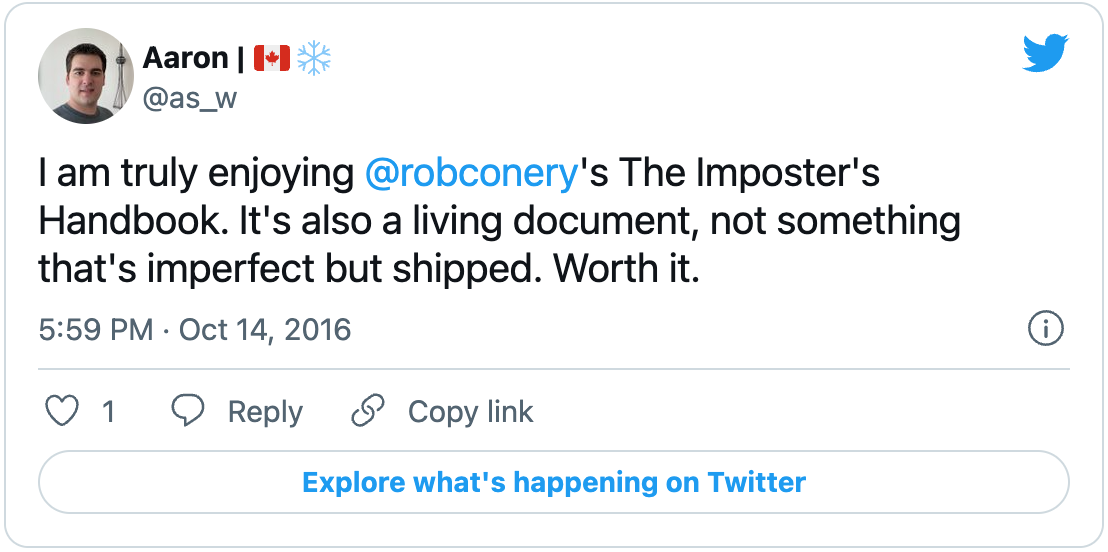 Aaron | 🇨🇦❄️
@as_w
I am truly enjoying @robconery's The Imposter's
Handbook. It's also a living document, not something
that's imperfect but shipped. Worth it.
5:59 PM · Oct 14, 2016
1 Reply Copy link
Explore what's happening on Twitter